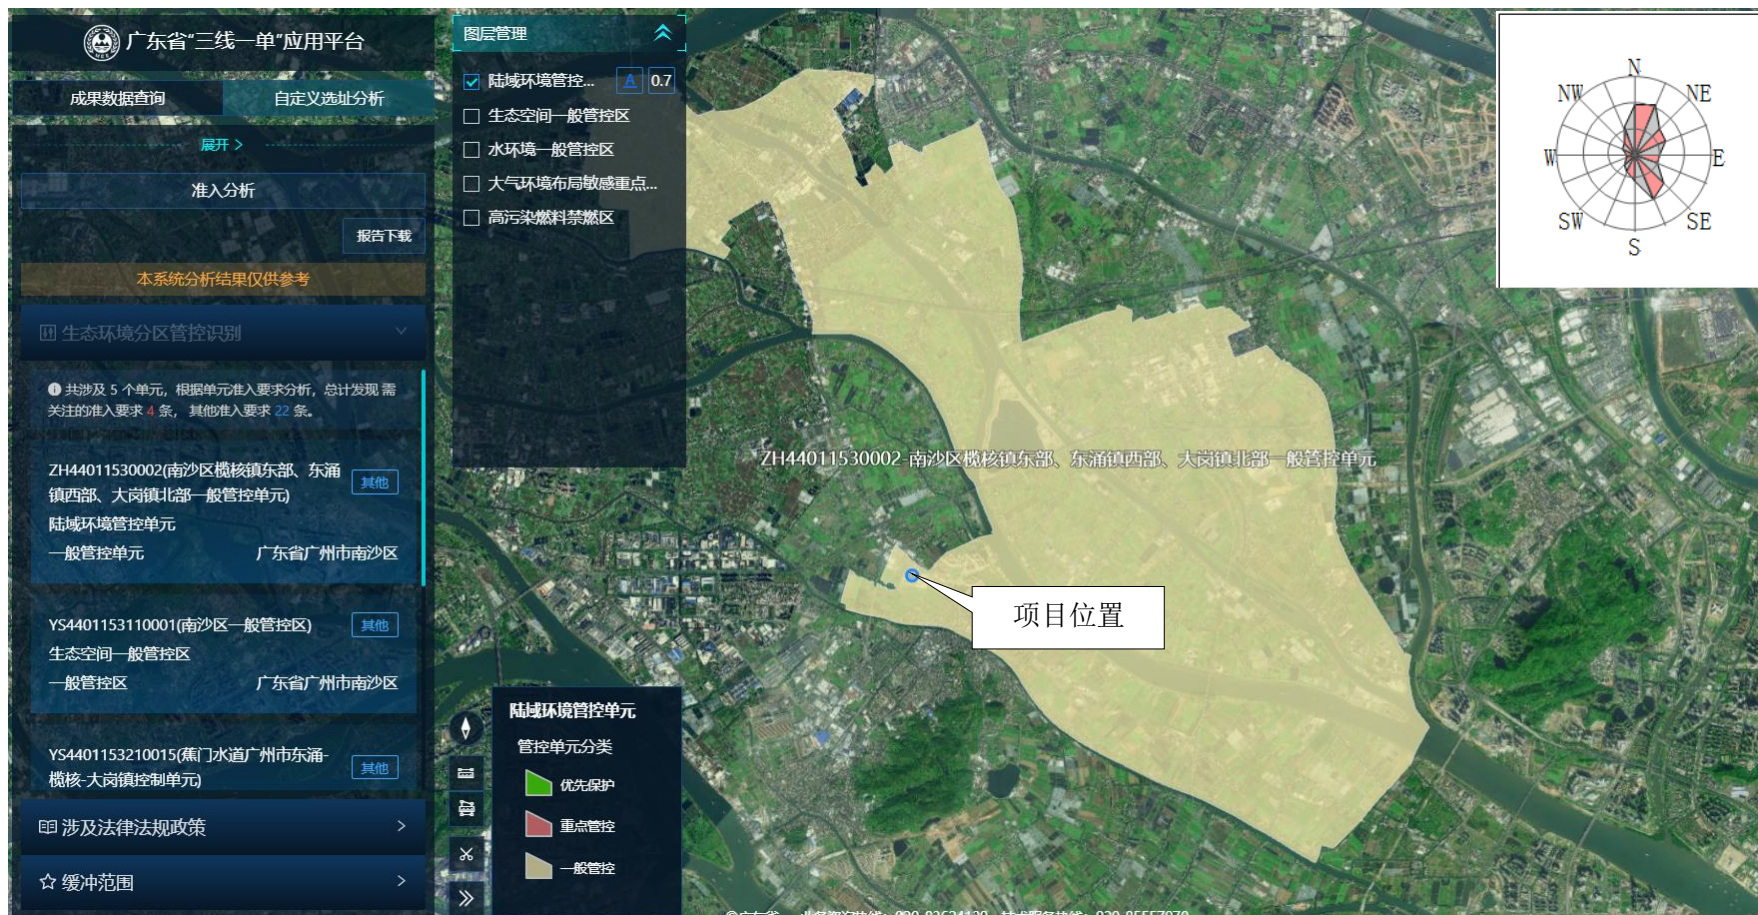 广东省“三线一单”应用平台
成果数据查询
自定义选址分析
展开 >
准入分析
报告下载
本系统分析结果仅供参考
生态环境分区管控识别
共涉及 5 个单元，根据单元准入要求分析，总计发现 需
关注的准入要求 4 条， 其他准入要求 22 条。
ZH44011530002(南沙区榄核镇东部、东涌
镇西部、大岗镇北部一般管控单元)
其他
陆域环境管控单元
一般管控单元
广东省广州市南沙区
YS4401153110001(南沙区一般管控区)
其他
生态空间一般管控区
一般管控区
广东省广州市南沙区
YS4401153210015(蕉门水道广州市东涌-
榄核-大岗镇控制单元)
其他
涉及法律法规政策
缓冲范围
图层管理
陆域环境管控...
A
0.7
生态空间一般管控区
水环境一般管控区
大气环境布局敏感重点...
高污染燃料禁燃区
ZH44011530002-南沙区榄核镇东部、东涌镇西部、大岗镇北部一般管控单元
项目位置
陆域环境管控单元
管控单元分类
优先保护
重点管控
一般管控
N
NW
NE
W
E
SW
SE
S